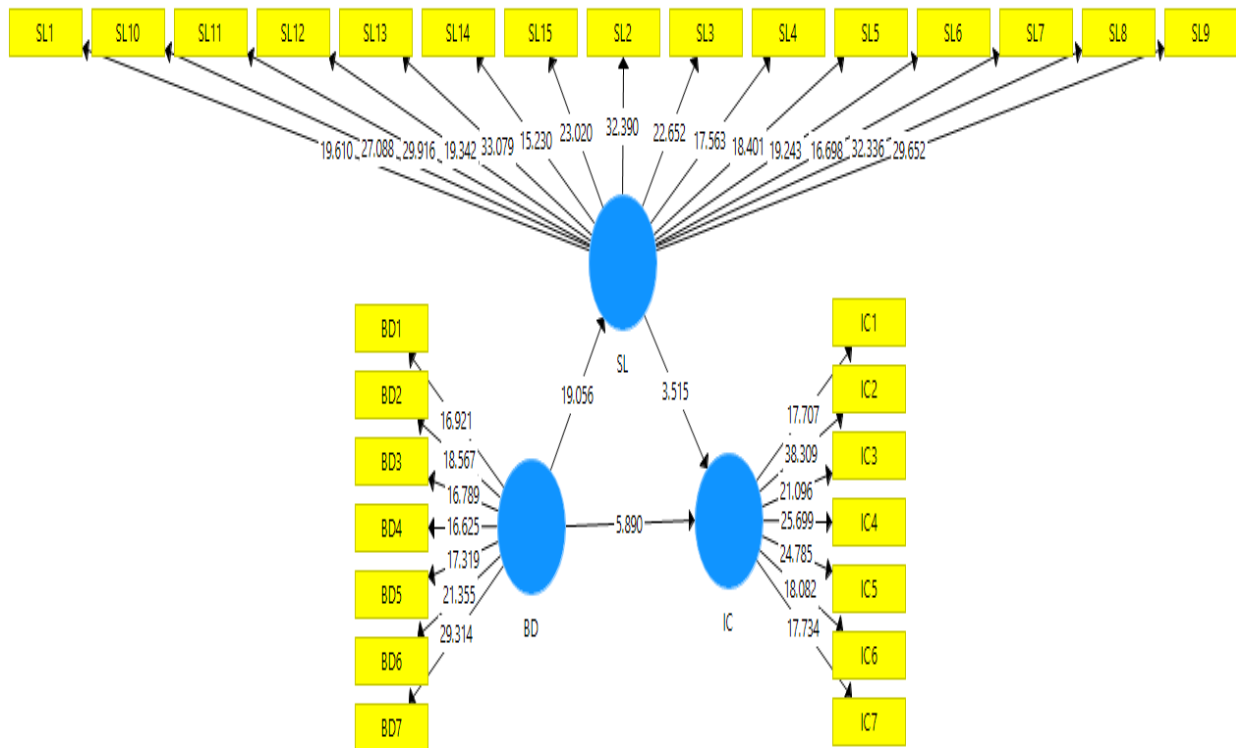 SL1 SL10 SL11 SL12 SL13 SL14 SL15 SL2 SL3 SL4 SL5 SL6 SL7 SL8 SL9
19.610 27.088 29.916 19.342 33.079 15.230 23.020 32.390 22.652 17.563 18.401 19.243 16.698 32.336 29.652
SL
19.056
3.515
BD1
BD2
BD3
BD4
BD5
BD6
BD7
16.921
18.567
16.789
16.625
17.319
21.355
29.314
BD
5.890
IC
17.707
38.309
21.096
25.699
24.785
18.082
17.734
IC1
IC2
IC3
IC4
IC5
IC6
IC7